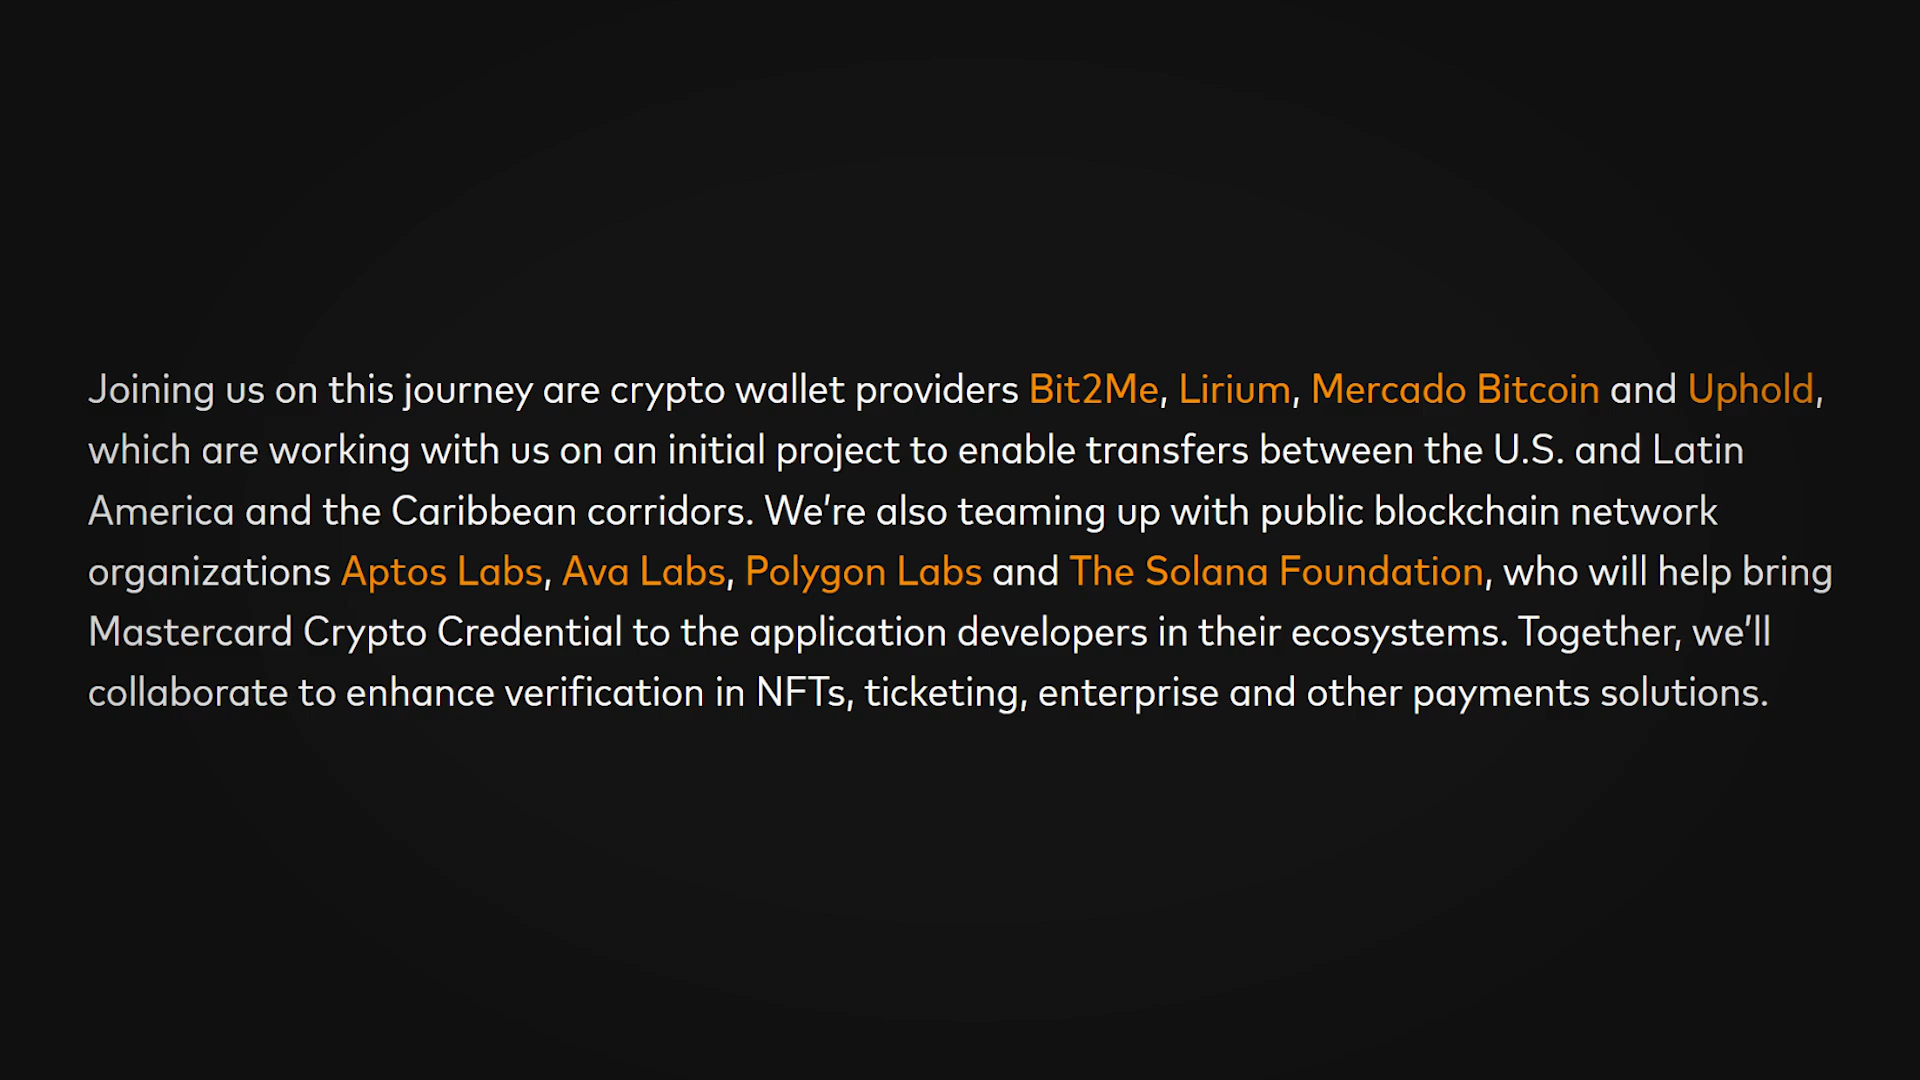 Joining us on this journey are crypto wallet providers Bit2Me, Lirium, Mercado Bitcoin and Uphold,
which are working with us on an initial project to enable transfers between the U.S. and Latin
America and the Caribbean corridors. We’re also teaming up with public blockchain network
organizations Aptos Labs, Ava Labs, Polygon Labs and The Solana Foundation, who will help bring
Mastercard Crypto Credential to the application developers in their ecosystems. Together, we’ll
collaborate to enhance verification in NFTs, ticketing, enterprise and other payments solutions.